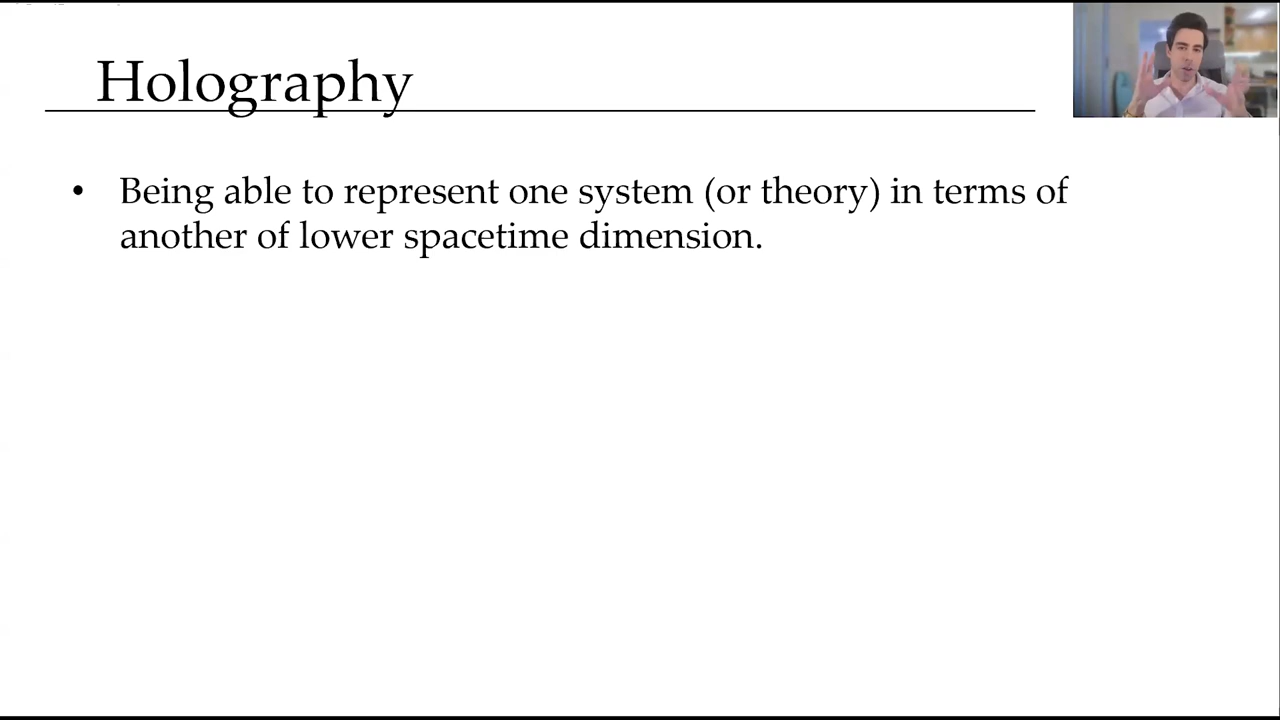 Holography
• Being able to represent one system (or theory) in terms of
another of lower spacetime dimension.